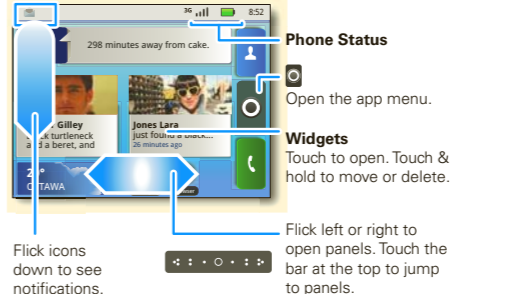 3G
8:52
298 minutes away from cake.
Phone Status
Open the app menu.
Gilley
turtleneck
and a beret, and
Jones Lara
just found a black...
26 minutes ago
Widgets
Touch to open. Touch &
hold to move or delete.
OTTAWA
Flick left or right to
open panels. Touch the
bar at the top to jump
to panels.
Flick icons
down to see
notifications.